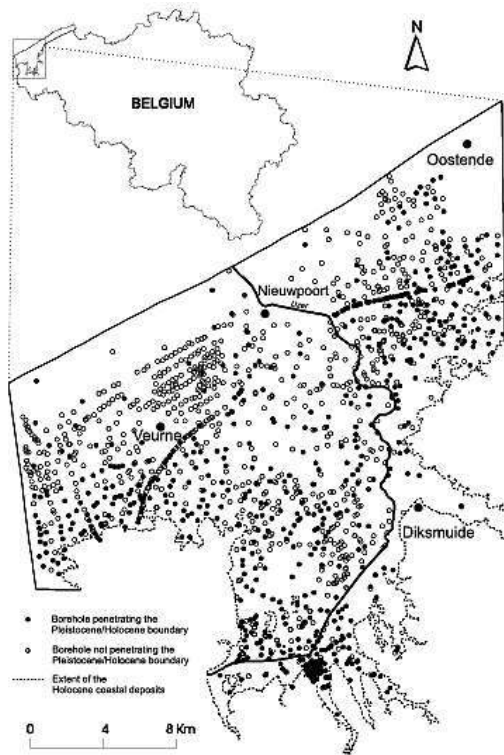 N
BELGIUM
Oostende
Nieuwpoort
IJzer
Veurne
Diksmuide
Borehole penetrating the
Pleistocene/Holocene boundary
Borehole not penetrating the
Pleistocene/Holocene boundary
Extent of the
Holocene coastal deposits
0 4 8 Km